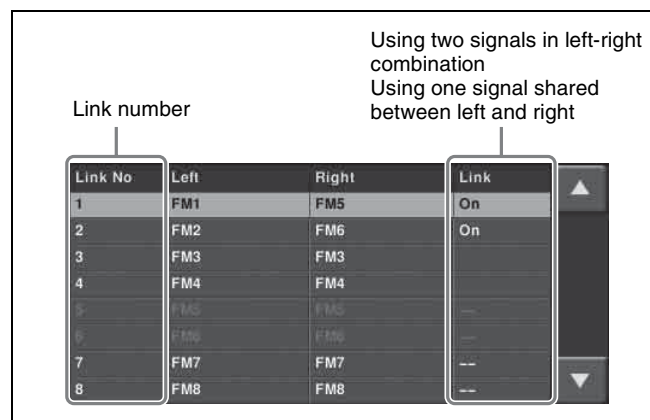 Using two signals in left-right
combination
Using one signal shared
between left and right
Link number
Link No Left Right Link
1 FM1 FM5 On
2 FM2 FM6 On
3 FM3 FM3
4 FM4 FM4
5 FM5 FM5 --
6 FM6 FM6 --
7 FM7 FM7 --
8 FM8 FM8 --